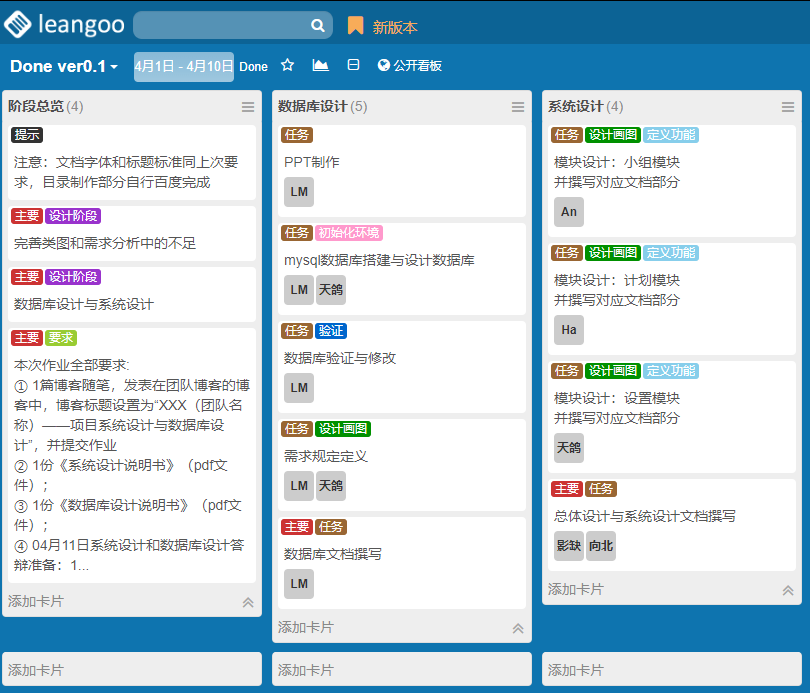 leangoo
新版本
Done ver0.1
4月1日 - 4月10日
Done
公开看板
阶段总览 (4)
提示
注意：文档字体和标题标准同上次要
求，目录制作部分自行百度完成
主要 设计阶段
完善类图和需求分析中的不足
主要 设计阶段
数据库设计与系统设计
主要 要求
本次作业全部要求:
① 1篇博客随笔，发表在团队博客的博
客中，博客标题设置为“XXX（团队名
称）——项目系统设计与数据库设
计”，并提交作业
② 1份《系统设计说明书》（pdf文
件）；
③ 1份《数据库设计说明书》（pdf文
件）；
④ 04月11日系统设计和数据库设计答
辩准备：1...
添加卡片
添加卡片
数据库设计 (5)
任务
PPT制作
LM
任务 初始化环境
mysql数据库搭建与设计数据库
LM 天鸽
任务 验证
数据库验证与修改
LM
任务 设计画图
需求规定定义
LM 天鸽
主要 任务
数据库文档撰写
LM
添加卡片
添加卡片
系统设计 (4)
任务 设计画图 定义功能
模块设计：小组模块
并撰写对应文档部分
An
任务 设计画图 定义功能
模块设计：计划模块
并撰写对应文档部分
Ha
任务 设计画图 定义功能
模块设计：设置模块
并撰写对应文档部分
天鸽
主要 任务
总体设计与系统设计文档撰写
影缺 向北
添加卡片
添加卡片